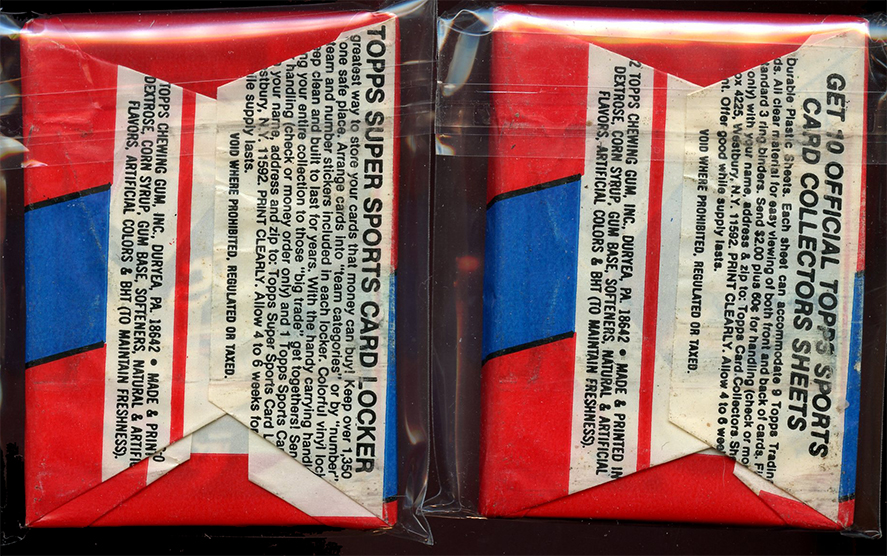 TOPPS SUPER SPORTS CARD LOCKER
greatest way to store your cards that money can buy! Keep over 1,350
one safe place. Arrange cards into "team categories" or by "number"
team and number stickers included in each locker. Colorful vinyl lock
eep clean and built to last for years. With the handy carrying hand
ng your entire collection to those "big trade" get togethers! Sen
handling (check or money order only) and 1 Topps Sports Ca
your name, address and zip to: Topps Super Sports Card L
stbury, N.Y. 11592. PRINT CLEARLY. Allow 4 to 6 weeks for
ile supply lasts.
VOID WHERE PROHIBITED, REGULATED OR TAXED.
TOPPS CHEWING GUM, INC., DURYEA, PA. 18642 • MADE & PRINTED
DEXTROSE, CORN SYRUP, GUM BASE, SOFTENERS, NATURAL & ARTIFICIAL
FLAVORS, ARTIFICIAL COLORS & BHT (TO MAINTAIN FRESHNESS).
GET 10 OFFICIAL TOPPS SPORTS
CARD COLLECTORS SHEETS
Durable Plastic Sheets. Each sheet can accommodate 9 Topps Tradin
ds. All clear material for easy viewing of both front and back of cards. Fi
tandard 3 ring binders. Send $2.00 plus 60¢ for handling (check or mo
only) with your name, address & zip to: Topps Card Collectors Sh
ox 4225, Westbury, N.Y. 11592. PRINT CLEARLY. Allow 4 to 6 wee
nt. Offer good while supply lasts.
VOID WHERE PROHIBITED, REGULATED OR TAXED.
2 TOPPS CHEWING GUM, INC., DURYEA, PA. 18642 • MADE & PRINTED IN
DEXTROSE, CORN SYRUP, GUM BASE, SOFTENERS, NATURAL & ARTIFICIAL
FLAVORS, ARTIFICIAL COLORS & BHT (TO MAINTAIN FRESHNESS).